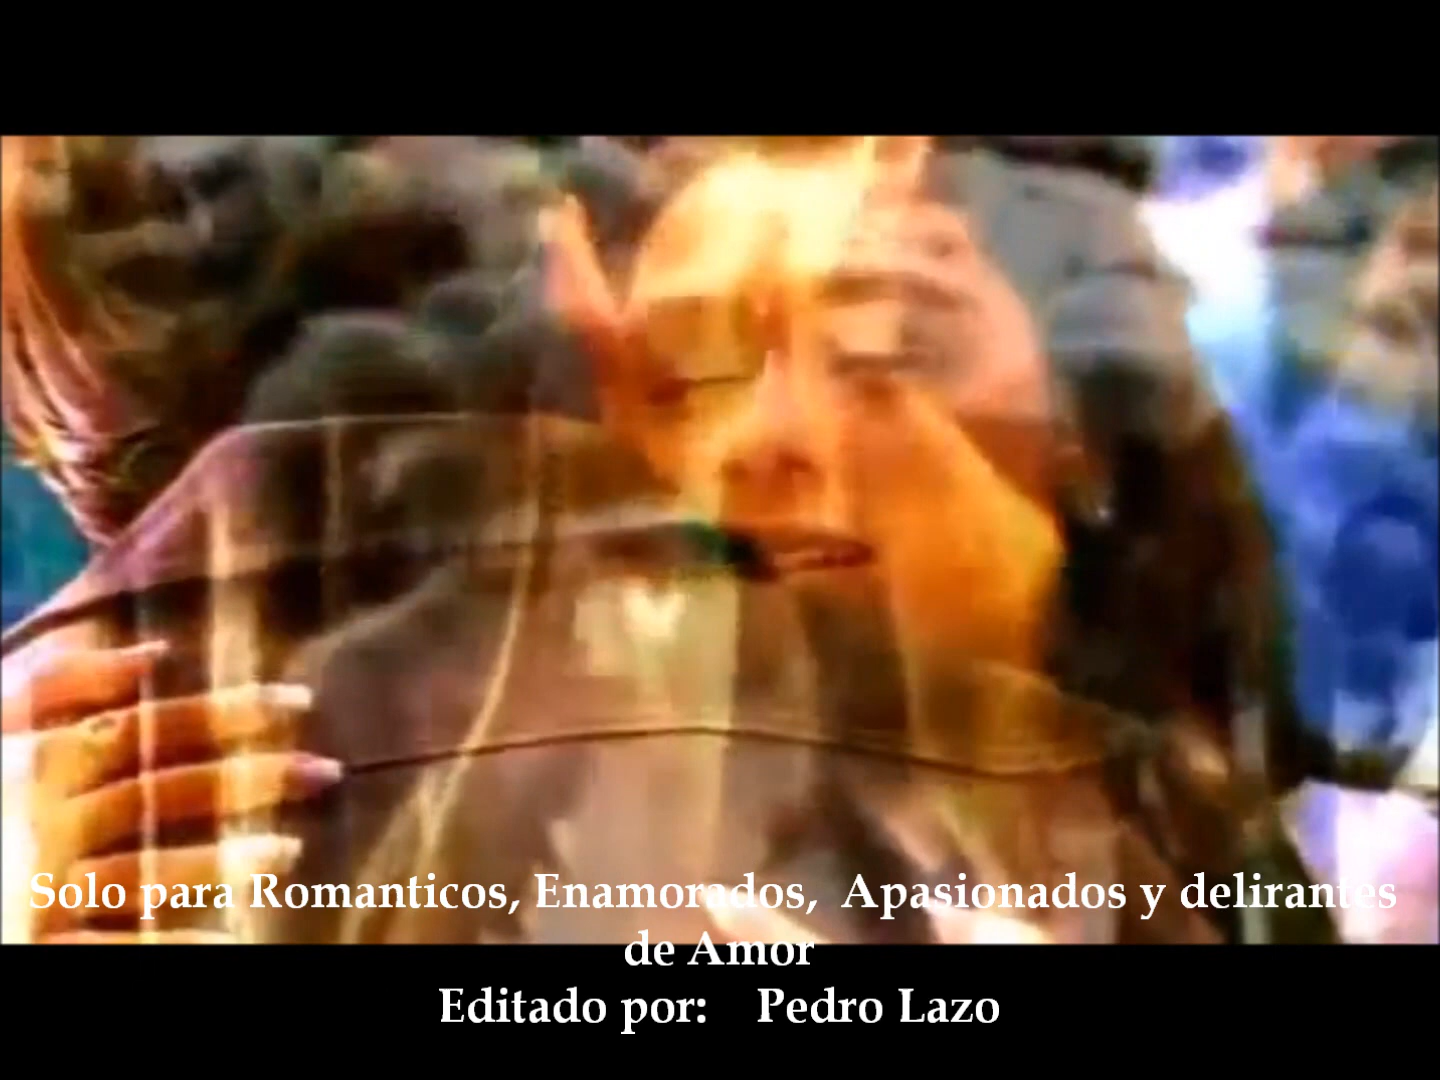 Solo para Romanticos, Enamorados, Apasionados y delirantes
de Amor
Editado por: Pedro Lazo